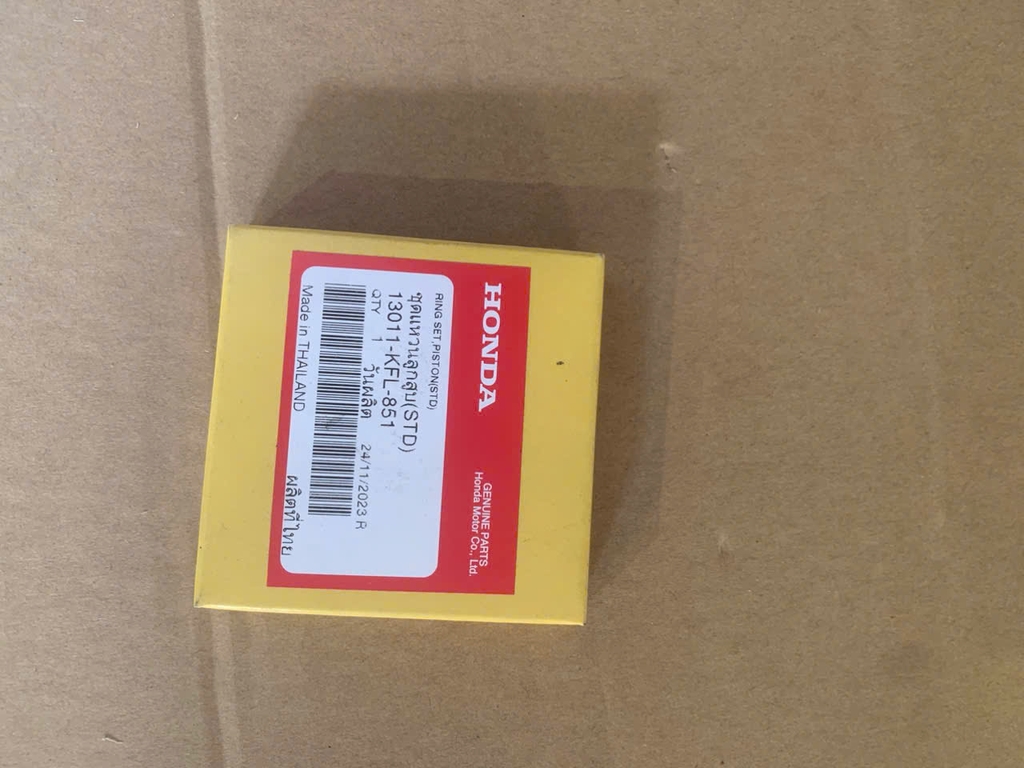 HONDA
GENUINE PARTS
Honda Motor Co., Ltd.
RING SET,PISTON(STD)
ชุดแหวนลูกสูบ(STD)
13011-KFL-851
QTY 1 วันผลิต 24/11/2023 R
Made in THAILAND ผลิตที่ไทย